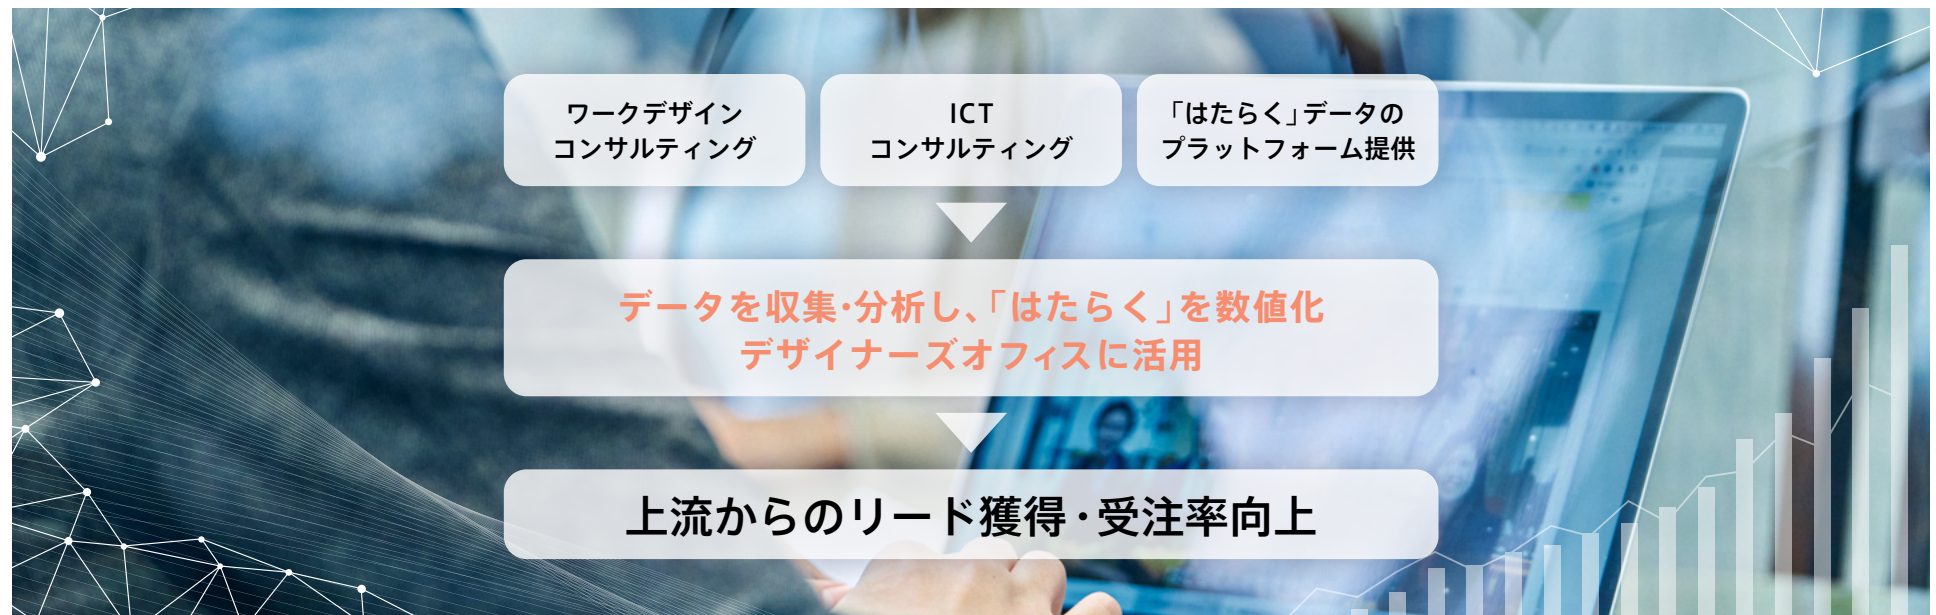 ワークデザイン
コンサルティング
ICT
コンサルティング
「はたらく」データの
プラットフォーム提供
データを収集・分析し、「はたらく」を数値化
デザイナーズオフィスに活用
上流からのリード獲得・受注率向上